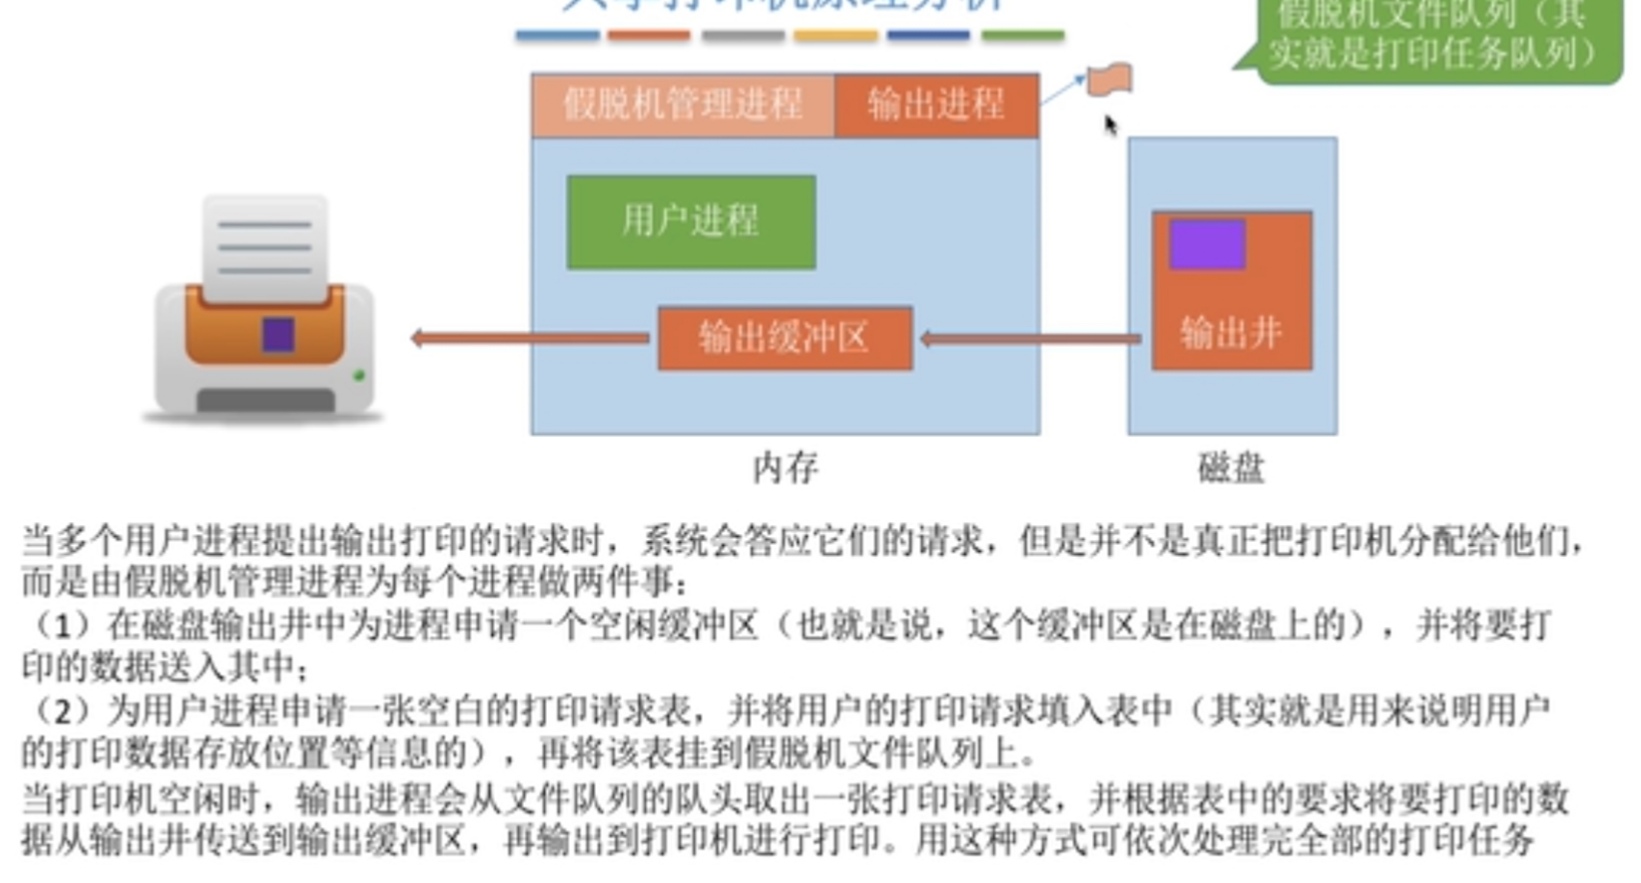 共享打印机原理分析
假脱机文件队列（其
实就是打印任务队列）
假脱机管理进程
输出进程
用户进程
输出缓冲区
输出井
内存
磁盘
当多个用户进程提出输出打印的请求时，系统会答应它们的请求，但是并不是真正把打印机分配给他们，
而是由假脱机管理进程为每个进程做两件事：
（1）在磁盘输出井中为进程申请一个空闲缓冲区（也就是说，这个缓冲区是在磁盘上的），并将要打
印的数据送入其中；
（2）为用户进程申请一张空白的打印请求表，并将用户的打印请求填入表中（其实就是用来说明用户
的打印数据存放位置等信息的），再将该表挂到假脱机文件队列上。
当打印机空闲时，输出进程会从文件队列的队头取出一张打印请求表，并根据表中的要求将要打印的数
据从输出井传送到输出缓冲区，再输出到打印机进行打印。用这种方式可依次处理完全部的打印任务